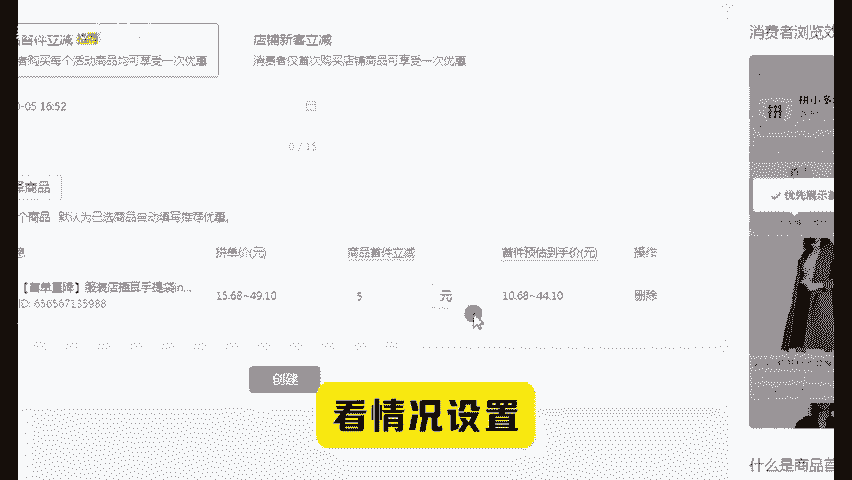 首件立减
店铺新客立减
消费者浏览效
者购买每个活动商品均可享受一次优惠
消费者仅首次购买店铺商品可享受一次优惠
-05 16:52
0 / 15
拼
拼小多
优先展示
商品
个商品 默认为已选商品自动填写推荐优惠。
拼单价(元)
商品首件立减
首件预估到手价(元)
操作
【首单直降】服装店插豆手提袋in...
ID: 656567135988
15.68~49.10
5
元
10.68~44.10
删除
创建
看情况设置
什么是商品首